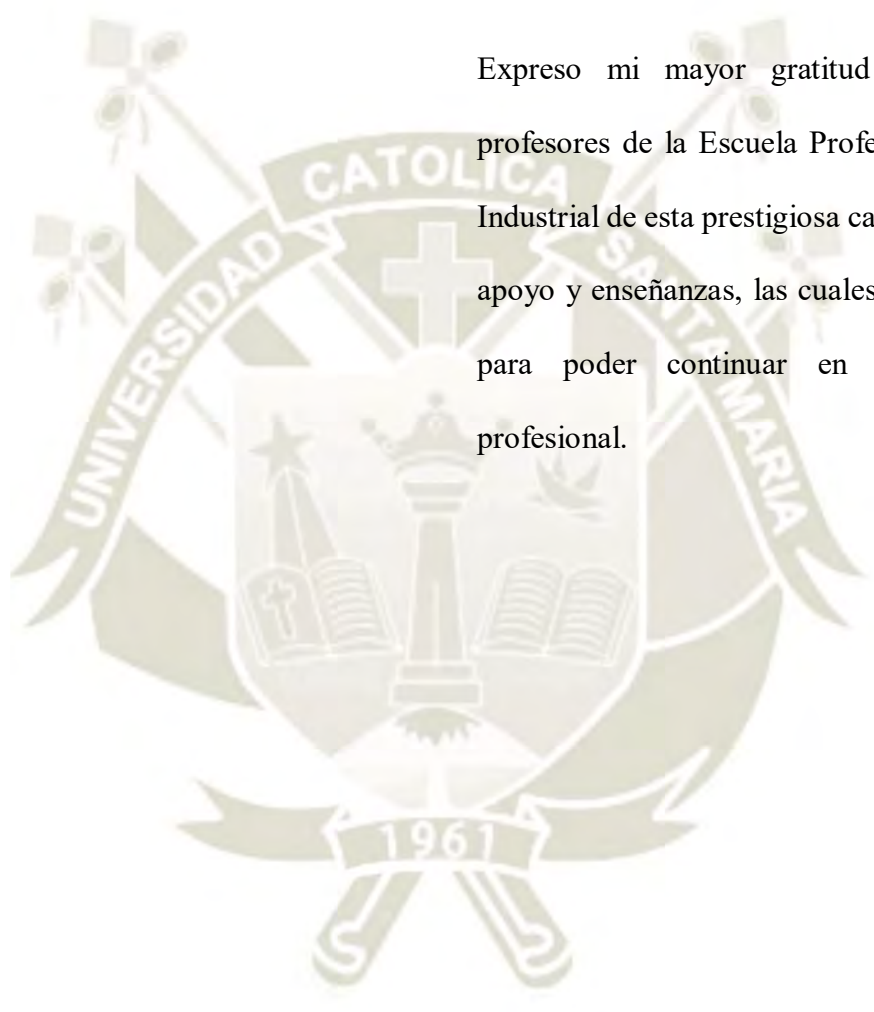 Expreso mi mayor gratitud
profesores de la Escuela Profe
Industrial de esta prestigiosa ca
apoyo y enseñanzas, las cuales
para poder continuar en
profesional.
UNIVERSIDAD CATOLICA SANTA MARIA
1961